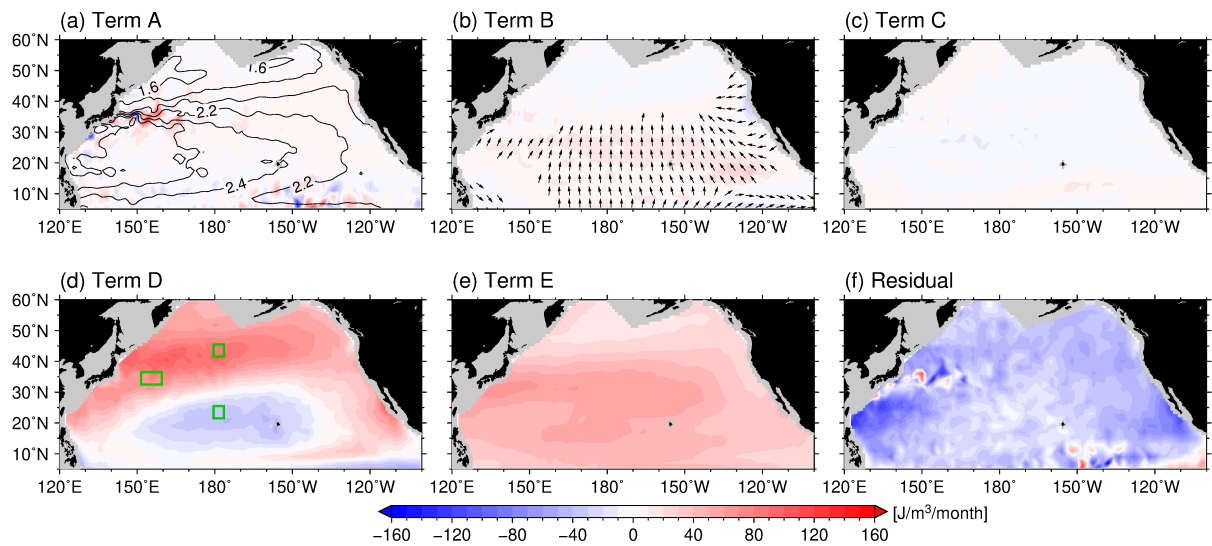 (a) Term A
(b) Term B
(c) Term C
60˚N
50˚N
40˚N
30˚N
20˚N
10˚N
1.6
1.6
2.2
2.4
2.2
120˚E 150˚E 180˚ 150˚W 120˚W
120˚E 150˚E 180˚ 150˚W 120˚W
120˚E 150˚E 180˚ 150˚W 120˚W
(d) Term D
(e) Term E
(f) Residual
60˚N
50˚N
40˚N
30˚N
20˚N
10˚N
120˚E 150˚E 180˚ 150˚W 120˚W
120˚E 150˚E 180˚ 150˚W 120˚W
120˚E 150˚E 180˚ 150˚W 120˚W
[J/m³/month]
−160 −120 −80 −40 0 40 80 120 160